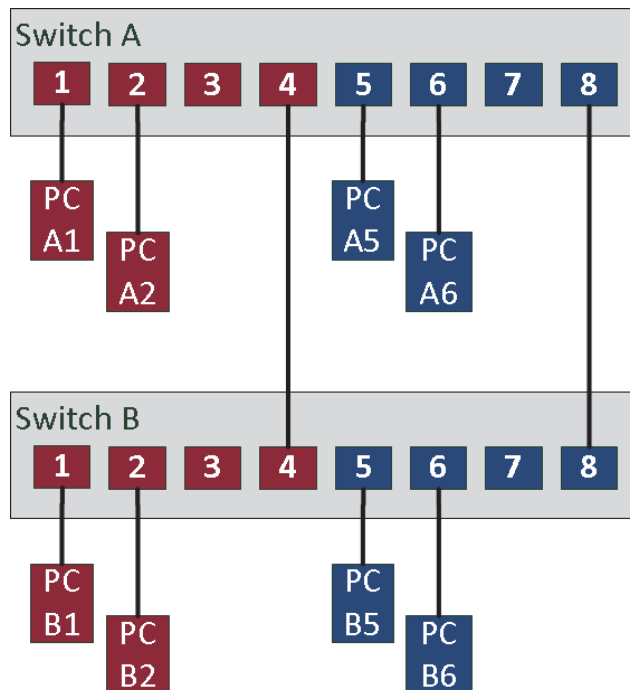 Switch A
1 2 3 4 5 6 7 8
PC
A1
PC
A2
PC
A5
PC
A6
Switch B
1 2 3 4 5 6 7 8
PC
B1
PC
B2
PC
B5
PC
B6